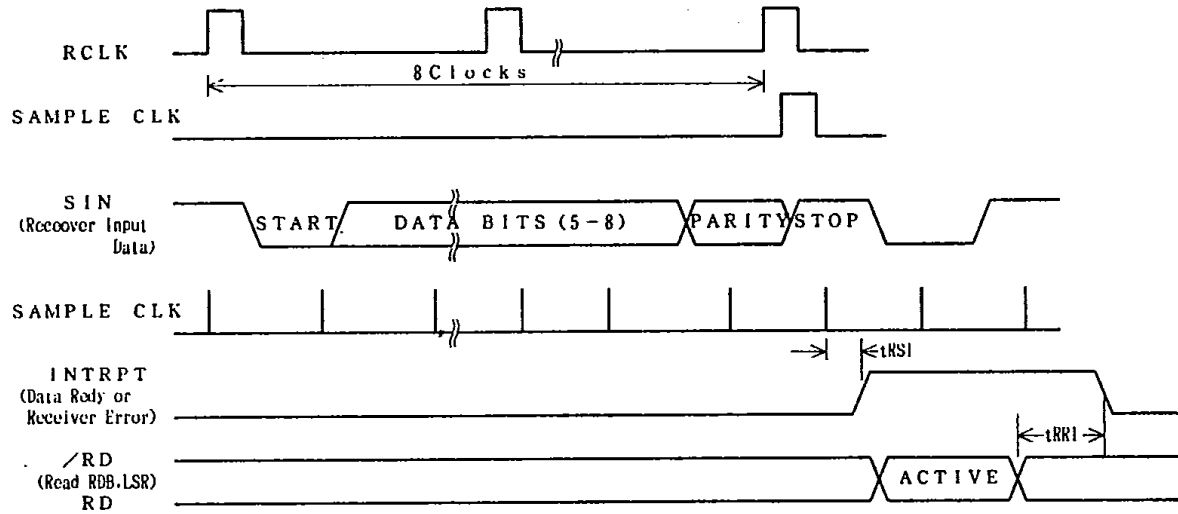 RCLK
8Clocks
SAMPLE CLK
SIN
(Recoover Input
Data)
START DATA BITS (5-8) PARITY STOP
SAMPLE CLK
tRSI
INTRPT
(Data Redy or
Receiver Error)
tRRI
/RD
(Read RDB.LSR)
ACTIVE
RD